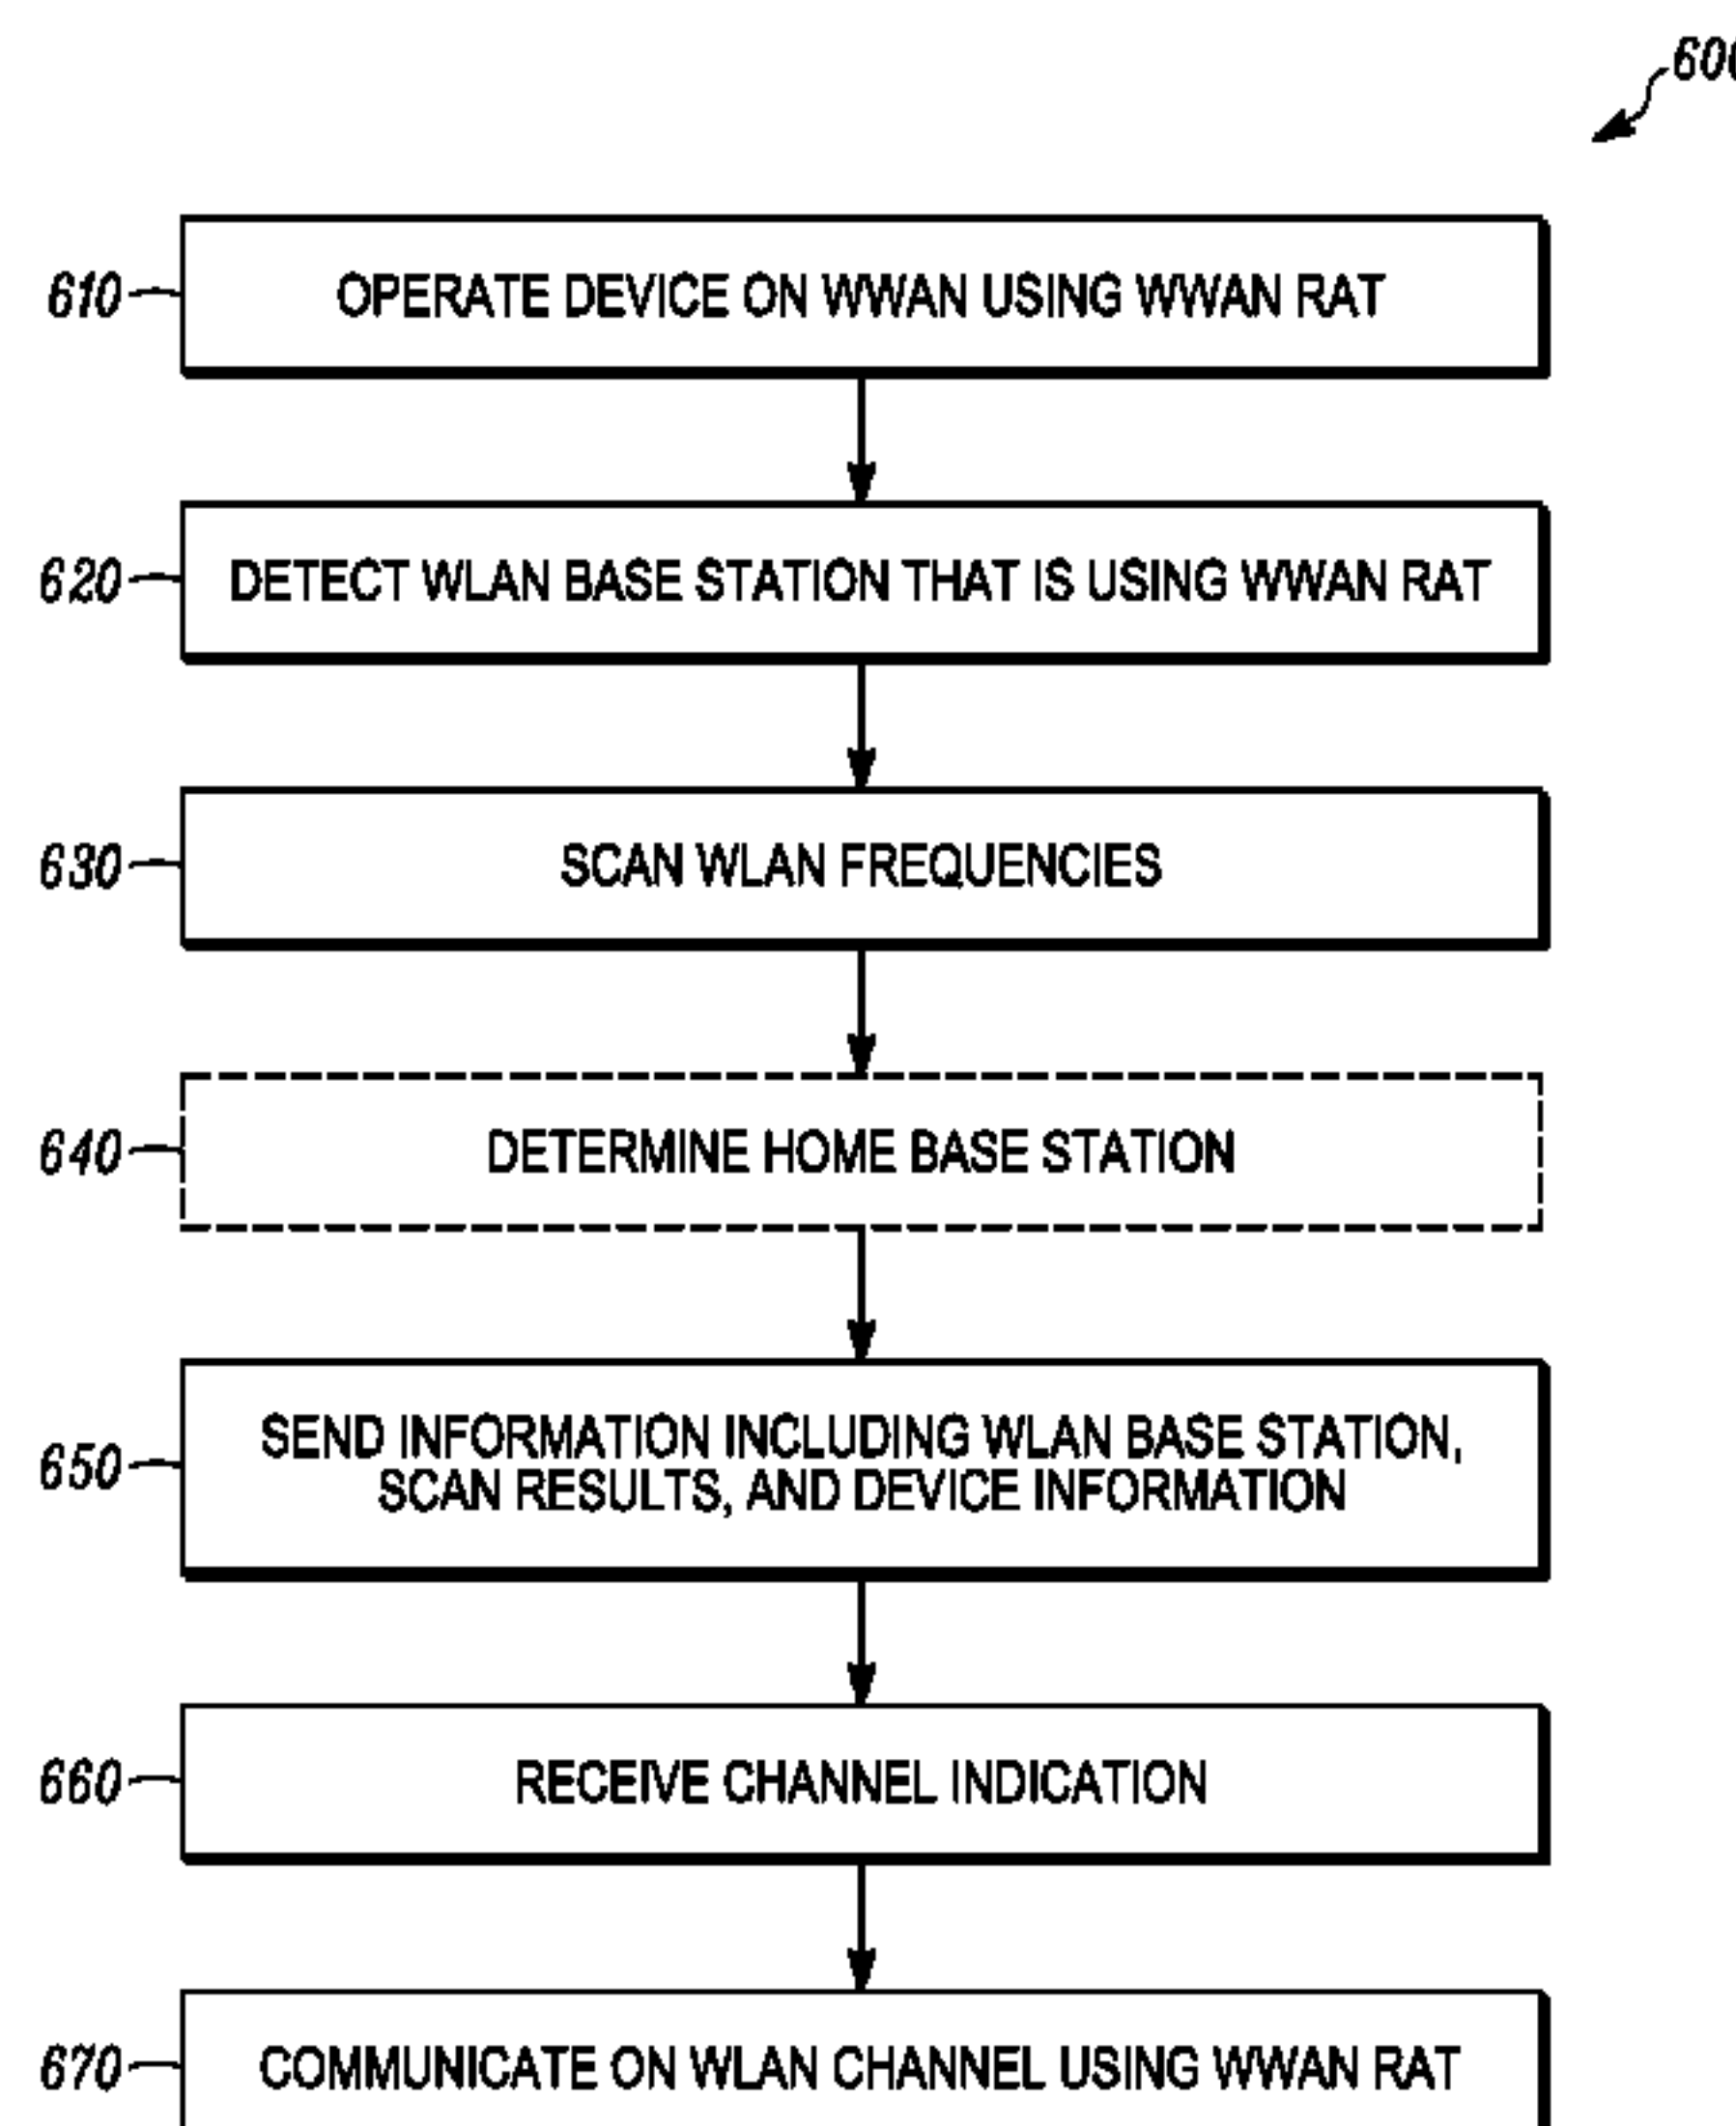 600
610
OPERATE DEVICE ON WWAN USING WWAN RAT
620
DETECT WLAN BASE STATION THAT IS USING WWAN RAT
630
SCAN WLAN FREQUENCIES
640
DETERMINE HOME BASE STATION
650
SEND INFORMATION INCLUDING WLAN BASE STATION,
SCAN RESULTS, AND DEVICE INFORMATION
660
RECEIVE CHANNEL INDICATION
670
COMMUNICATE ON WLAN CHANNEL USING WWAN RAT